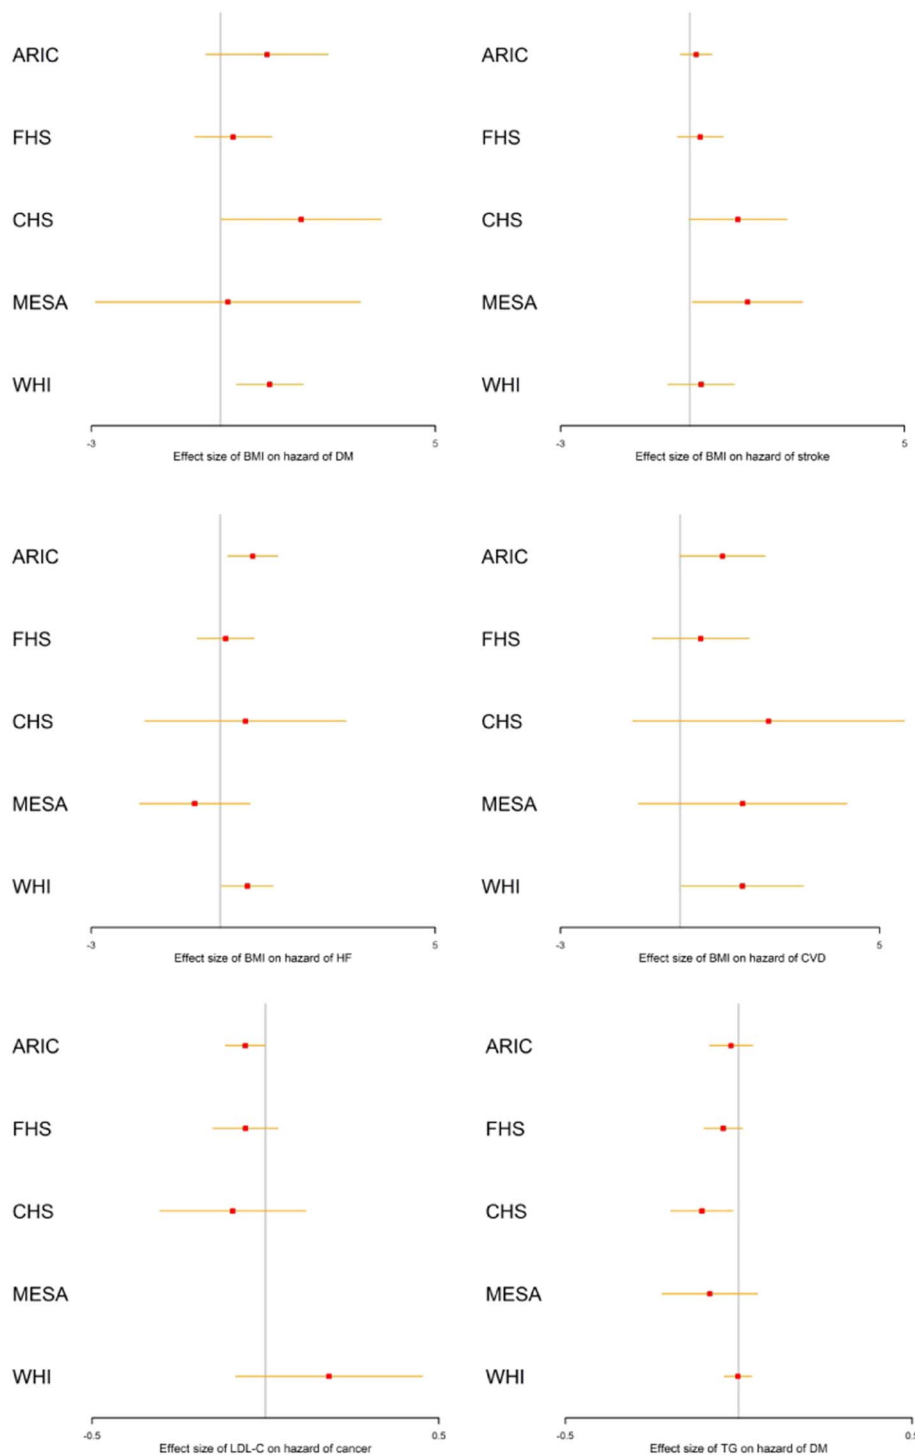 ARIC
FHS
CHS
MESA
WHI
-3 5
Effect size of BMI on hazard of DM
ARIC
FHS
CHS
MESA
WHI
-3 5
Effect size of BMI on hazard of stroke
ARIC
FHS
CHS
MESA
WHI
-3 5
Effect size of BMI on hazard of HF
ARIC
FHS
CHS
MESA
WHI
-3 5
Effect size of BMI on hazard of CVD
ARIC
FHS
CHS
MESA
WHI
-0.5 0.5
Effect size of LDL-C on hazard of cancer
ARIC
FHS
CHS
MESA
WHI
-0.5 0.5
Effect size of TG on hazard of DM